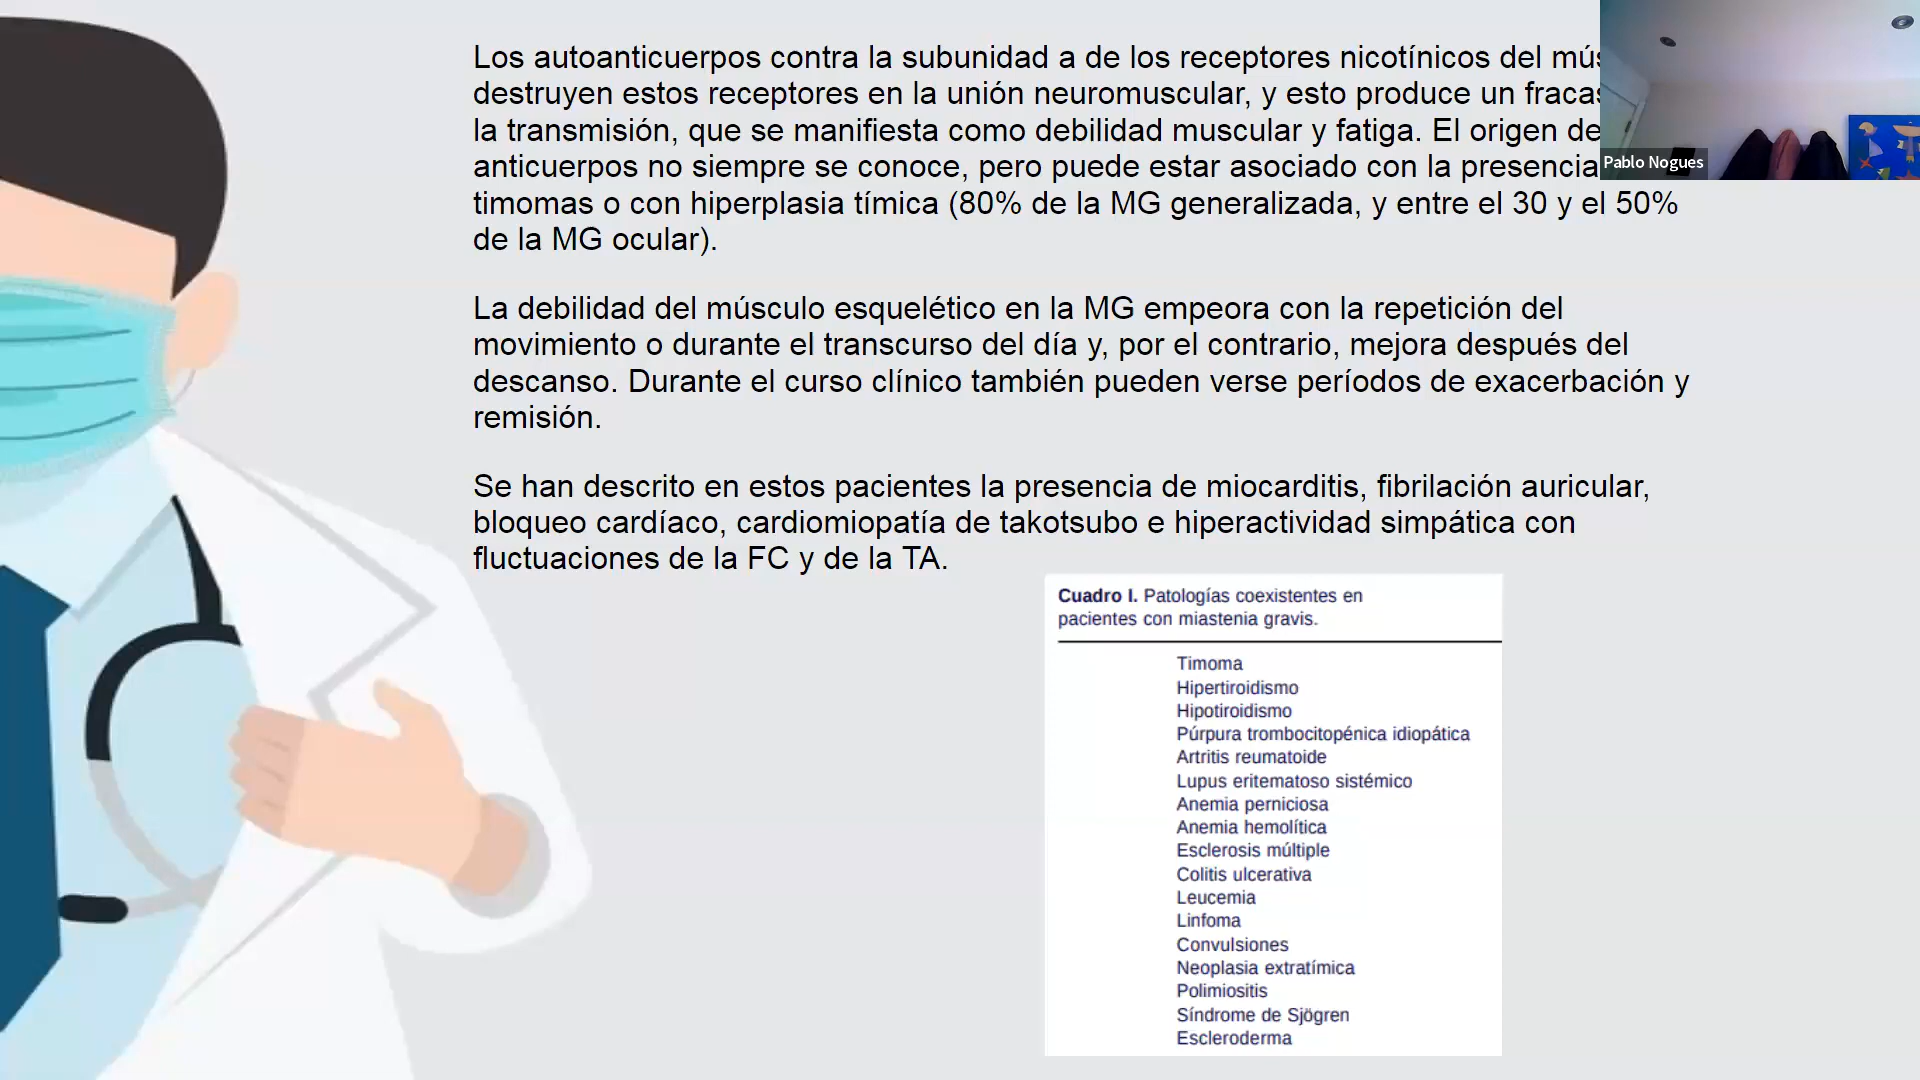 Los autoanticuerpos contra la subunidad a de los receptores nicotínicos del
destruyen estos receptores en la unión neuromuscular, y esto produce un
la transmisión, que se manifiesta como debilidad muscular y fatiga. El origen de
anticuerpos no siempre se conoce, pero puede estar asociado con la presencia
timomas o con hiperplasia tímica (80% de la MG generalizada, y entre el 30 y el 50%
de la MG ocular).
La debilidad del músculo esquelético en la MG empeora con la repetición del
movimiento o durante el transcurso del día y, por el contrario, mejora después del
descanso. Durante el curso clínico también pueden verse períodos de exacerbación y
remisión.
Se han descrito en estos pacientes la presencia de miocarditis, fibrilación auricular,
bloqueo cardíaco, cardiomiopatía de takotsubo e hiperactividad simpática con
fluctuaciones de la FC y de la TA.
Cuadro I. Patologías coexistentes en
pacientes con miastenia gravis.
Timoma
Hipertiroidismo
Hipotiroidismo
Púrpura trombocitopénica idiopática
Artritis reumatoide
Lupus eritematoso sistémico
Anemia perniciosa
Anemia hemolítica
Esclerosis múltiple
Colitis ulcerativa
Leucemia
Linfoma
Convulsiones
Neoplasia extratímica
Polimiositis
Síndrome de Sjögren
Escleroderma
Pablo Nogues